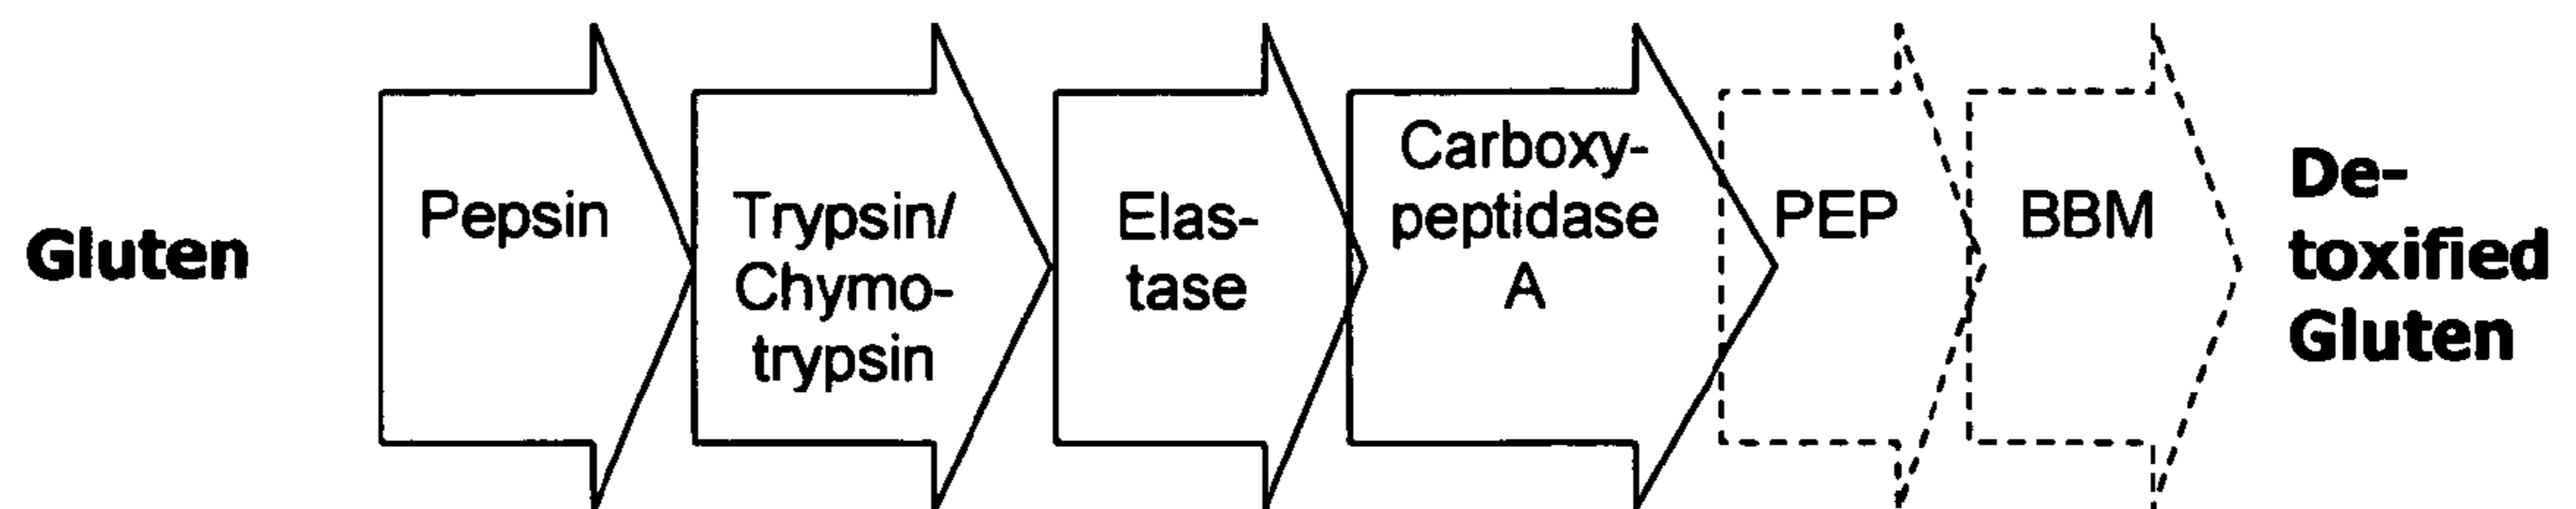 Gluten
Pepsin
Trypsin/
Chymo-
trypsin
Elas-
tase
Carboxy-
peptidase
A
PEP
BBM
De-
toxified
Gluten